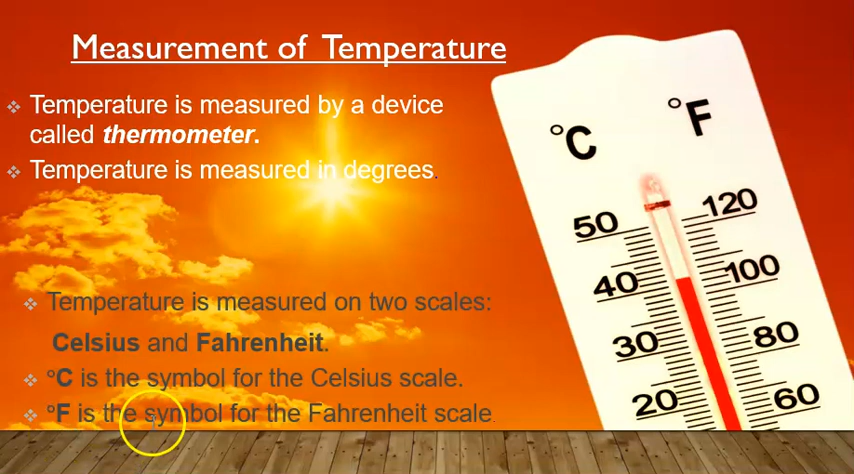 Measurement of Temperature
❖ Temperature is measured by a device
called thermometer.
❖ Temperature is measured in degrees.
❖ Temperature is measured on two scales:
Celsius and Fahrenheit.
❖ °C is the symbol for the Celsius scale.
❖ °F is the symbol for the Fahrenheit scale.
°C °F
50 120
40 100
30 80
20 60